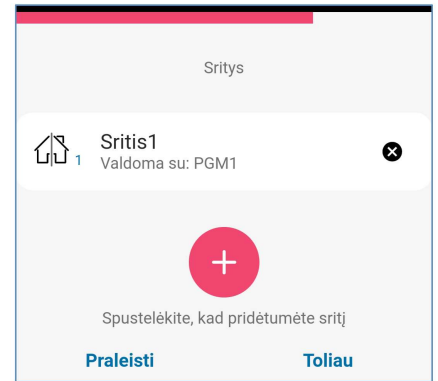 Sritys
1
Sritis1
Valdoma su: PGM1
Spustelėkite, kad pridėtumėte sritį
Praleisti
Toliau